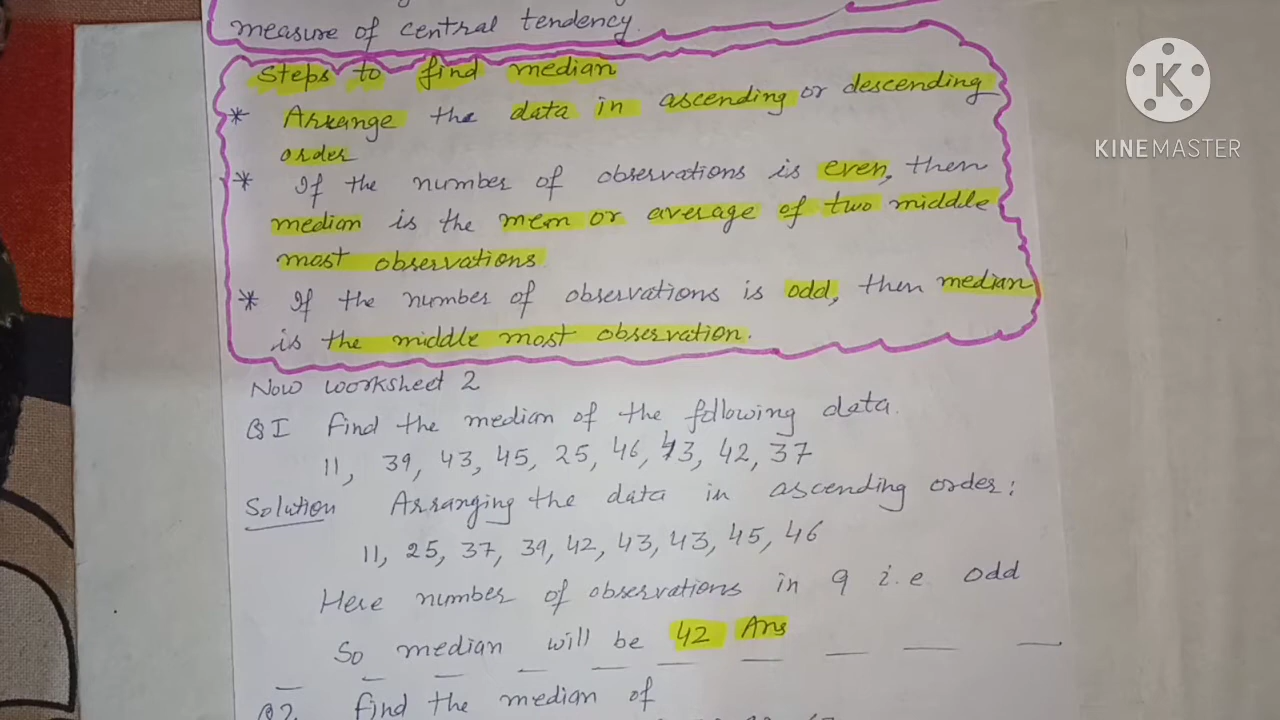 measure of central tendency.
KINEMASTER
Steps to find median
* Arrange the data in ascending or descending
order
* If the number of observations is even, then
median is the mem or average of two middle
most observations.
* If the number of observations is odd, then median
is the middle most observation.
Now worksheet 2
Q I Find the median of the following data.
11, 39, 43, 45, 25, 46, 43, 42, 37
Solution Arranging the data in ascending order:
11, 25, 37, 39, 42, 43, 43, 45, 46
Here number of observations in 9 i.e odd
So median will be 42 Ans
Q2 Find the median of